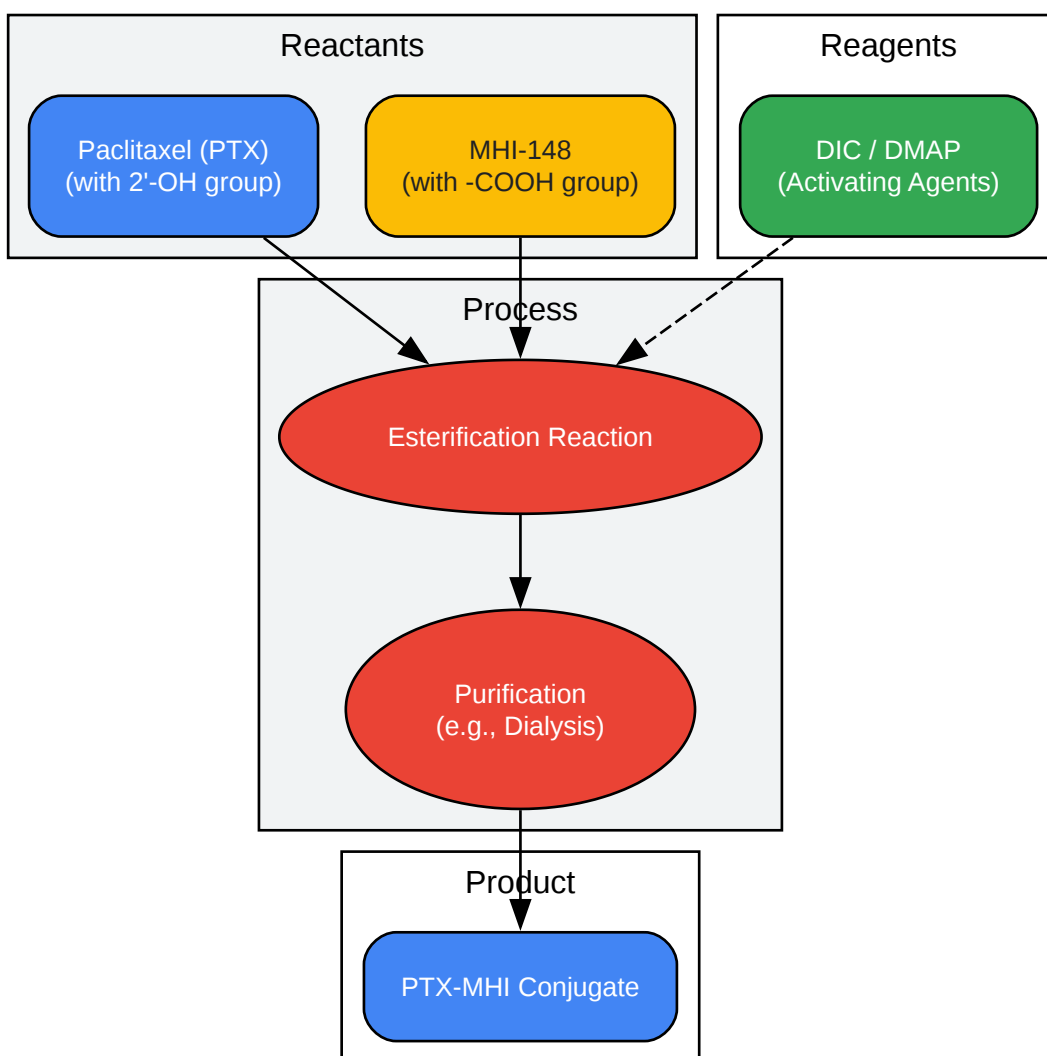 Reactants
Reagents
Paclitaxel (PTX)
(with 2'-OH group)
MHI-148
(with -COOH group)
DIC / DMAP
(Activating Agents)
Process
Esterification Reaction
Purification
(e.g., Dialysis)
Product
PTX-MHI Conjugate